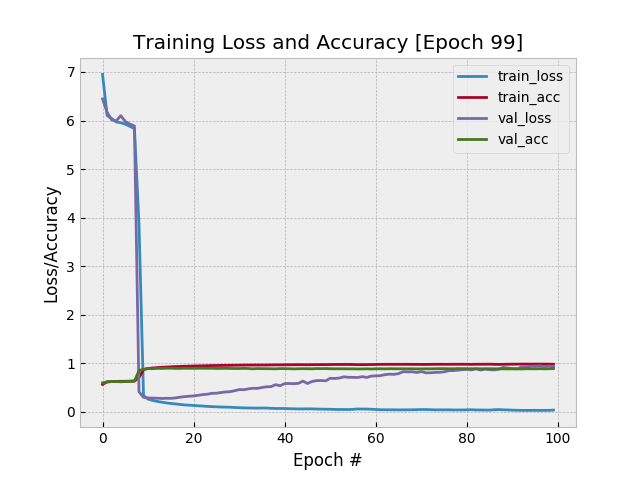 Training Loss and Accuracy [Epoch 99]
train_loss
train_acc
val_loss
val_acc
7
6
5
4
3
2
1
0
Loss/Accuracy
0 20 40 60 80 100
Epoch #